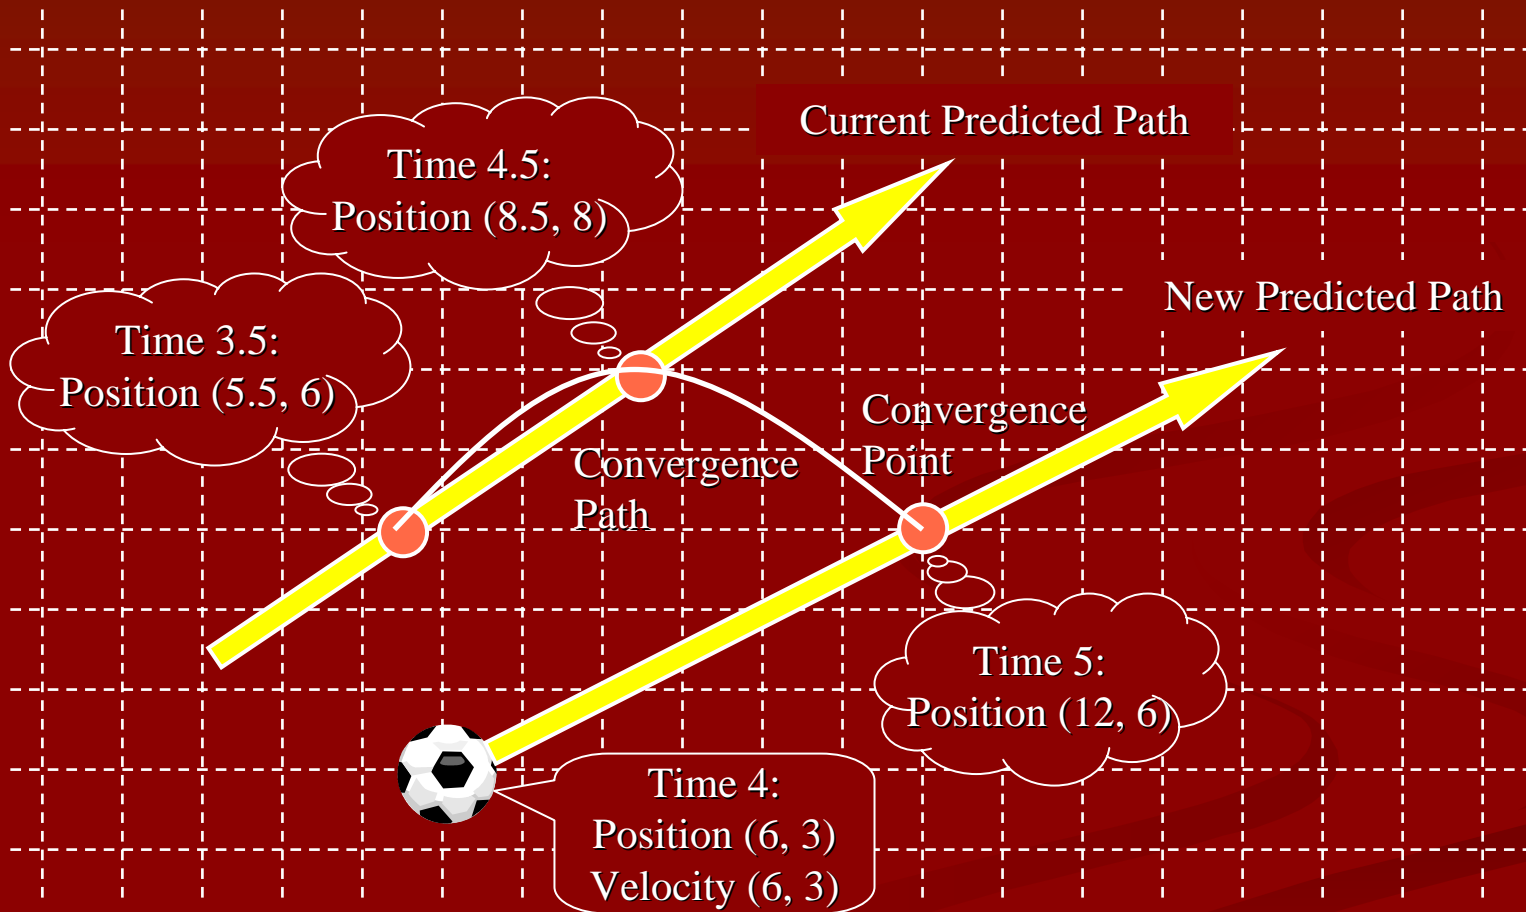 Current Predicted Path
Time 4.5:
Position (8.5, 8)
New Predicted Path
Time 3.5:
Position (5.5, 6)
Convergence
Point
Convergence
Path
Time 5:
Position (12, 6)
Time 4:
Position (6, 3)
Velocity (6, 3)